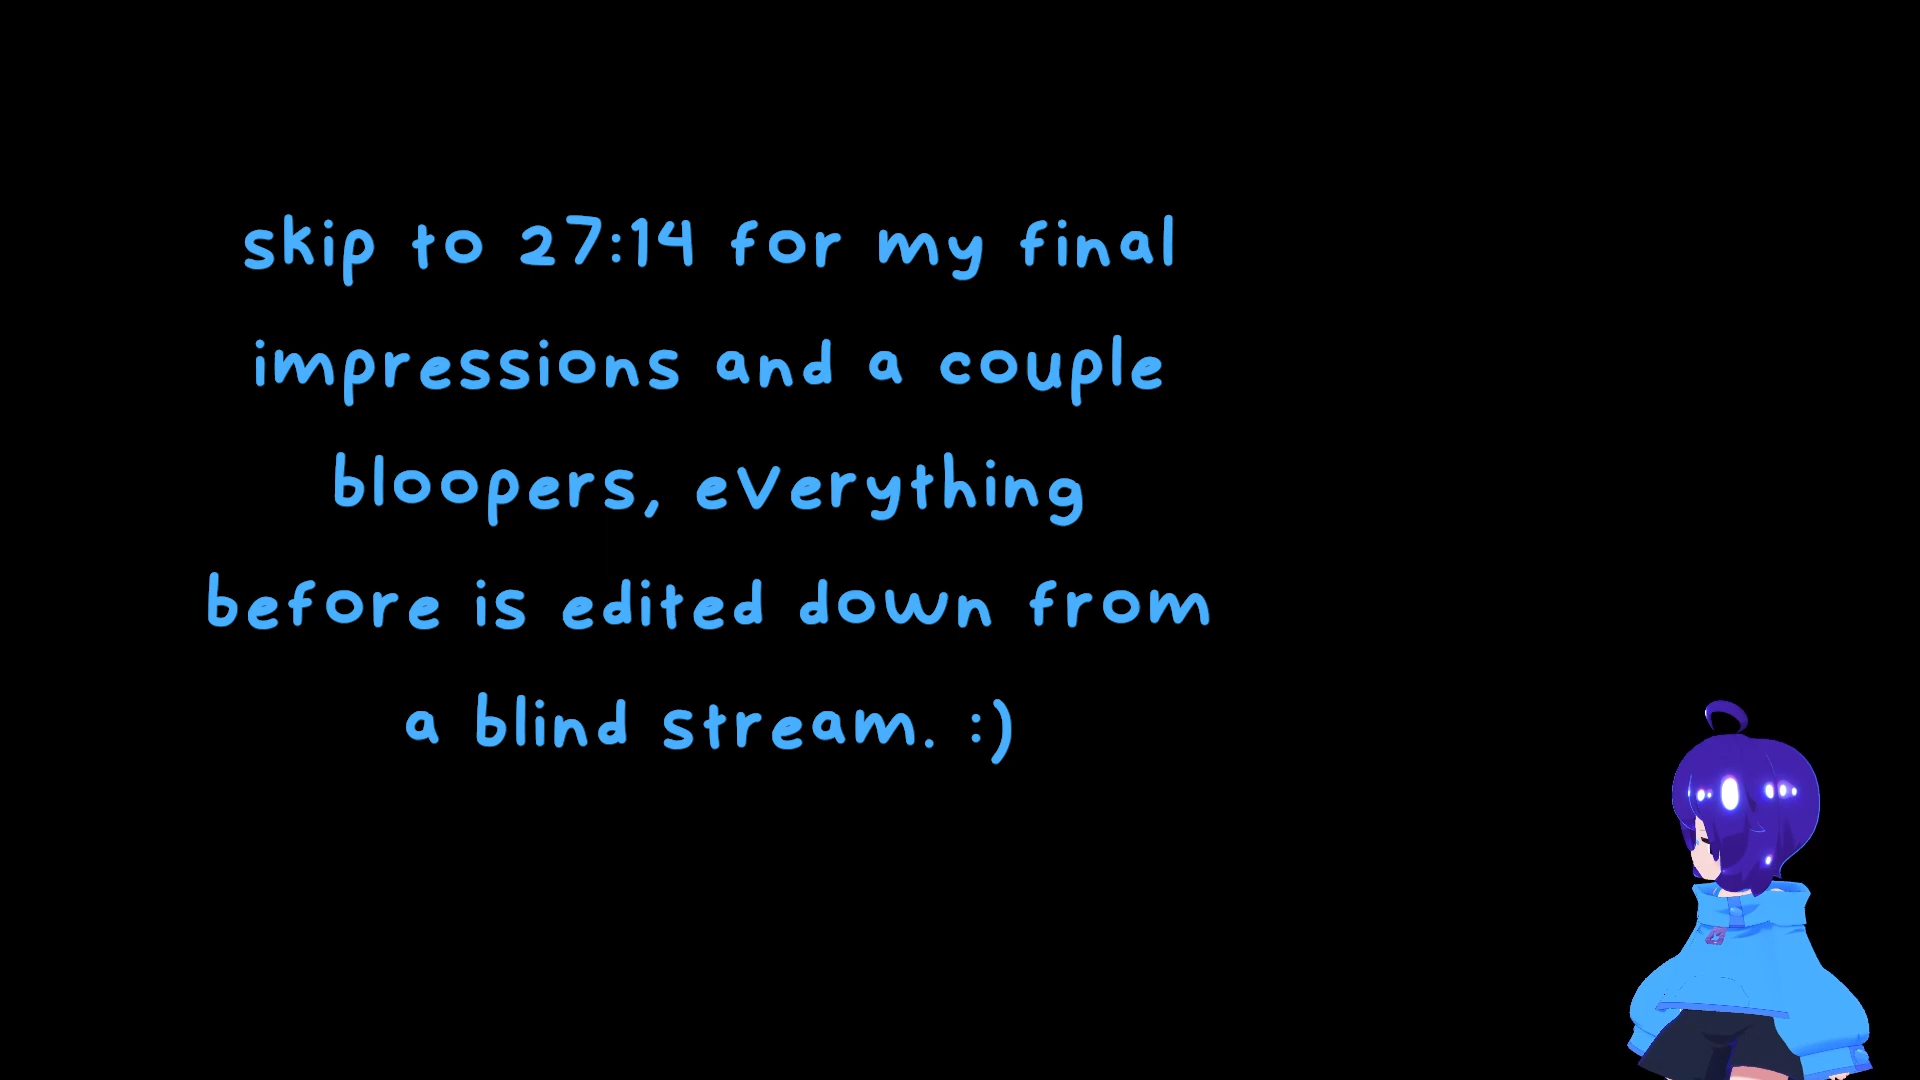 skip to 27:14 for my final
impressions and a couple
bloopers, everything
before is edited down from
a blind stream. :)